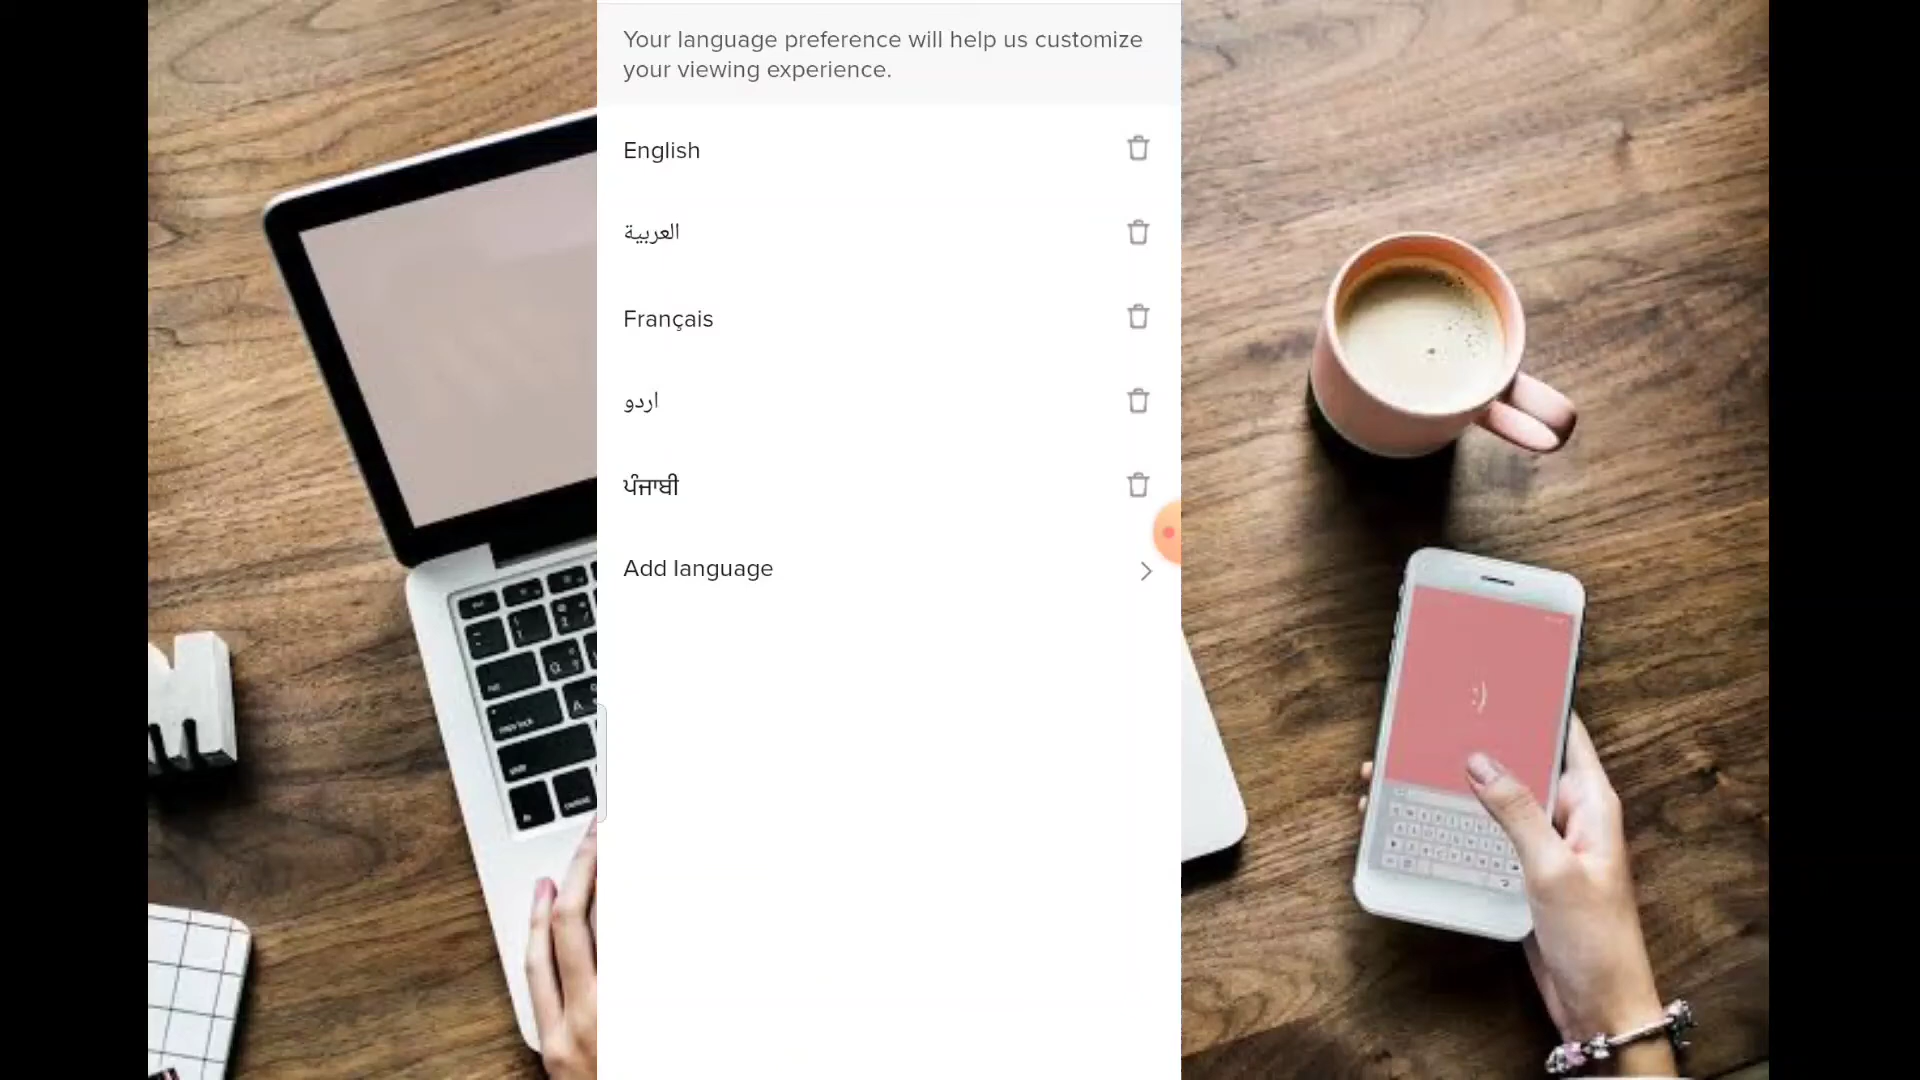 Your language preference will help us customize
your viewing experience.
English
العربية
Français
اردو
ਪੰਜਾਬੀ
Add language
:)